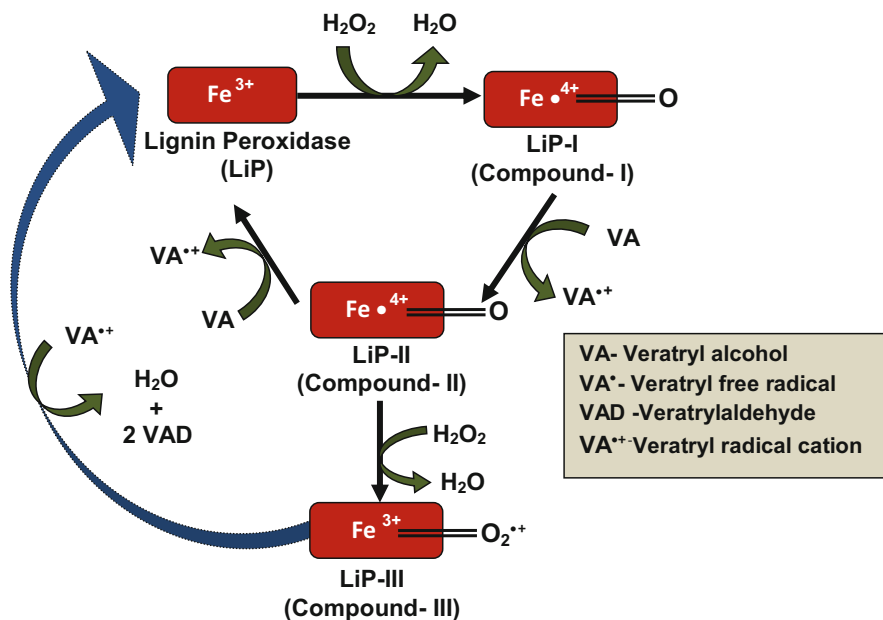 H₂O₂ H₂O
Fe ³⁺
Fe • ⁴⁺ O
Lignin Peroxidase
(LiP)
LiP-I
(Compound- I)
VA
VA•⁺
VA•⁺
VA
Fe • ⁴⁺ O
LiP-II
(Compound- II)
VA•⁺
H₂O
+
2 VAD
H₂O₂
H₂O
Fe ³⁺ O₂•⁺
LiP-III
(Compound- III)
VA- Veratryl alcohol
VA•- Veratryl free radical
VAD -Veratrylaldehyde
VA•⁺-Veratryl radical cation